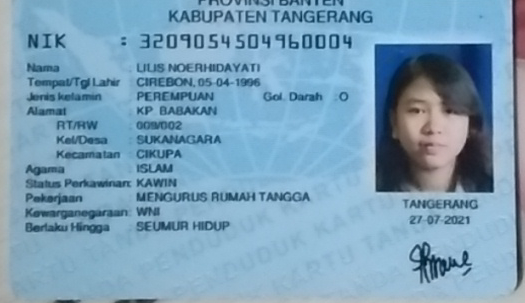 PROVINSI BANTEN
KABUPATEN TANGERANG
NIK : 3209054504960004
Nama LILIS NOERHIDAYATI
Tempat/Tgl Lahir CIREBON, 05-04-1996
Jenis kelamin PEREMPUAN Gol. Darah :O
Alamat KP BABAKAN
RT/RW 009/002
Kel/Desa SUKANAGARA
Kecamatan CIKUPA
Agama ISLAM
Status Perkawinan: KAWIN
Pekerjaan MENGURUS RUMAH TANGGA
Kewarganegaraan: WNI
Berlaku Hingga SEUMUR HIDUP
TANGERANG
27-07-2021